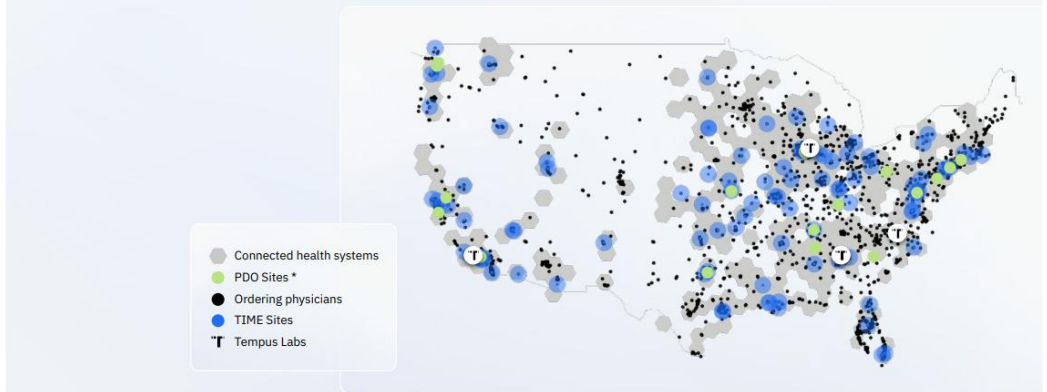 Connected health systems
PDO Sites *
Ordering physicians
TIME Sites
Tempus Labs